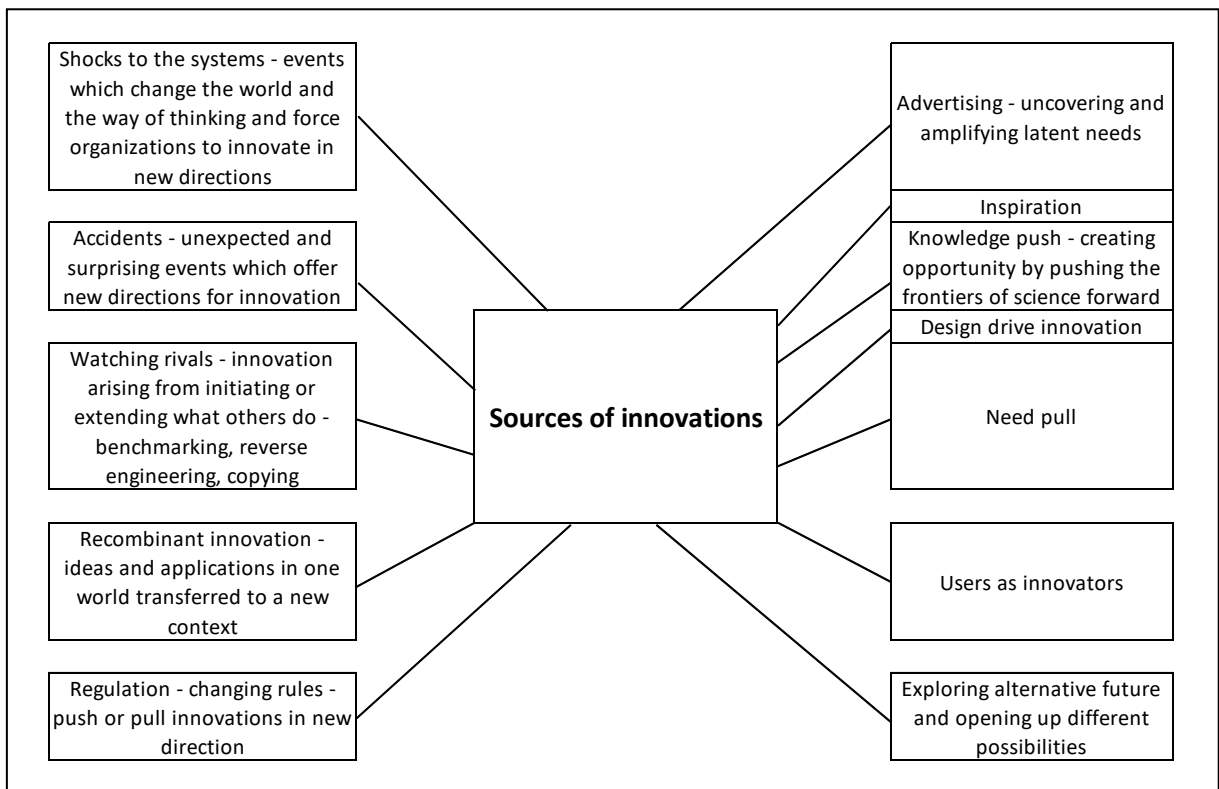 Shocks to the systems - events
which change the world and
the way of thinking and force
organizations to innovate in
new directions
Accidents - unexpected and
surprising events which offer
new directions for innovation
Watching rivals - innovation
arising from initiating or
extending what others do -
benchmarking, reverse
engineering, copying
Recombinant innovation -
ideas and applications in one
world transferred to a new
context
Regulation - changing rules -
push or pull innovations in new
direction
Sources of innovations
Advertising - uncovering and
amplifying latent needs
Inspiration
Knowledge push - creating
opportunity by pushing the
frontiers of science forward
Design drive innovation
Need pull
Users as innovators
Exploring alternative future
and opening up different
possibilities